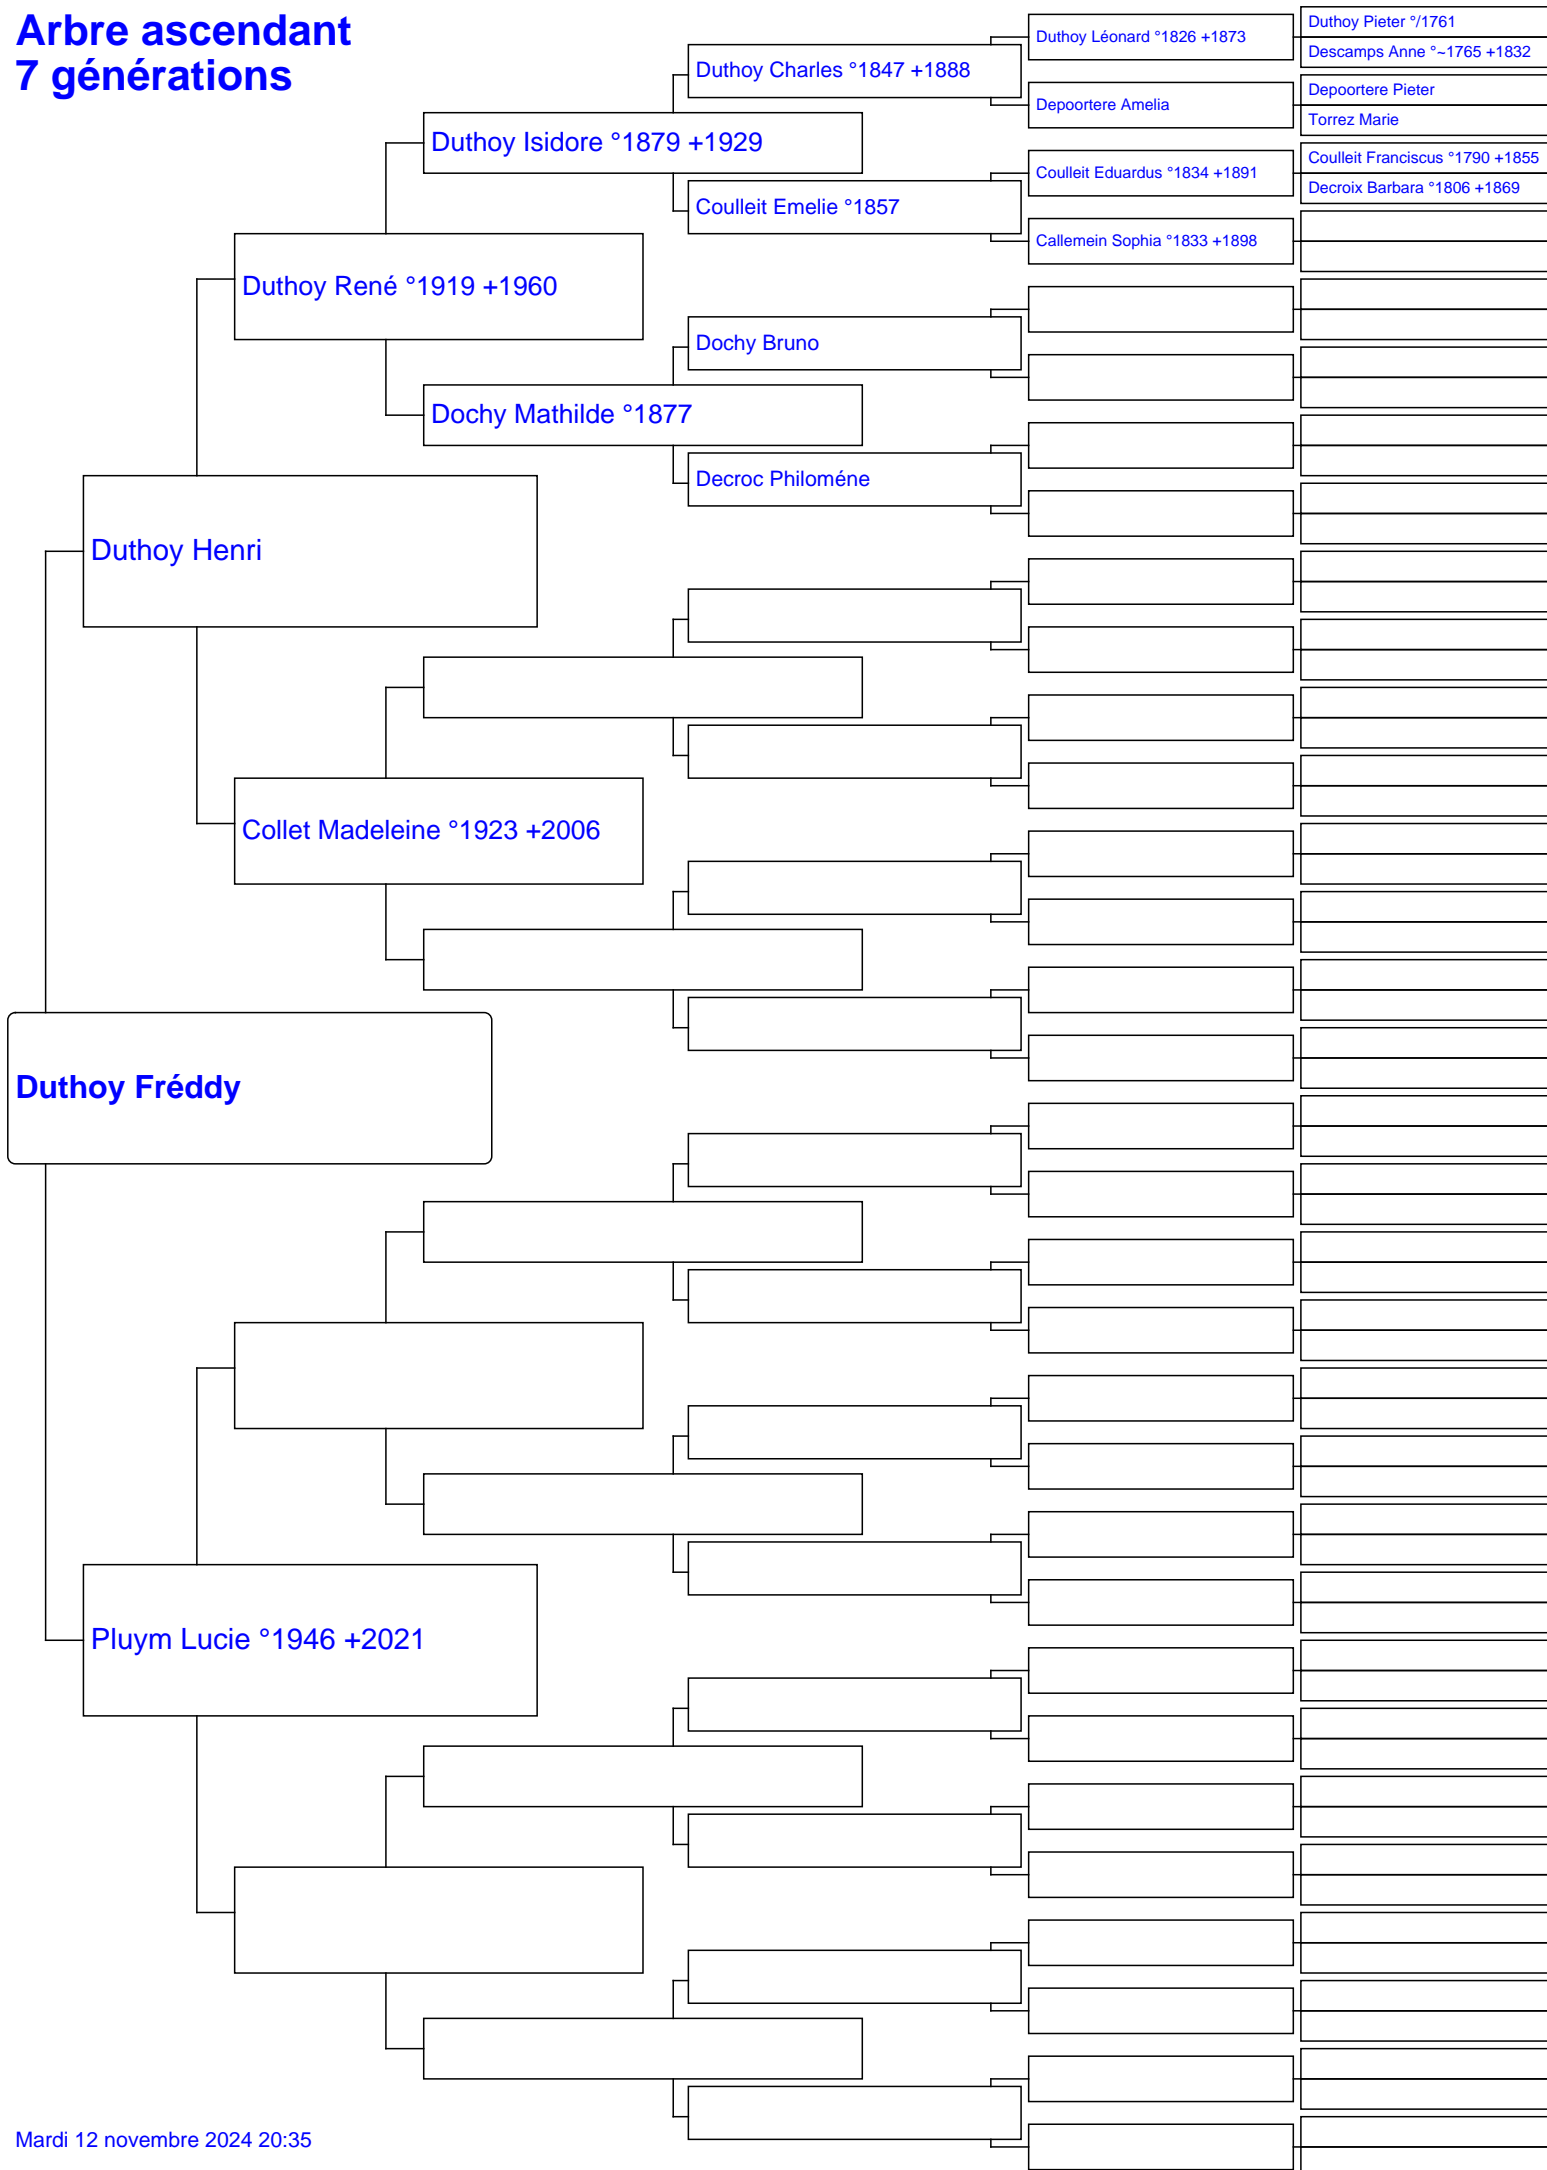 Arbre ascendant
7 générations
Duthoy Léonard °1826 +1873
Duthoy Pieter °/1761
Descamps Anne °~1765 +1832
Duthoy Charles °1847 +1888
Depoortere Amelia
Depoortere Pieter
Torrez Marie
Duthoy Isidore °1879 +1929
Coulleit Eduardus °1834 +1891
Coulleit Franciscus °1790 +1855
Decroix Barbara °1806 +1869
Coulleit Emelie °1857
Callemein Sophia °1833 +1898
Duthoy René °1919 +1960
Dochy Bruno
Dochy Mathilde °1877
Decroc Philoméne
Duthoy Henri
Collet Madeleine °1923 +2006
Duthoy Fréddy
Pluym Lucie °1946 +2021
Mardi 12 novembre 2024 20:35